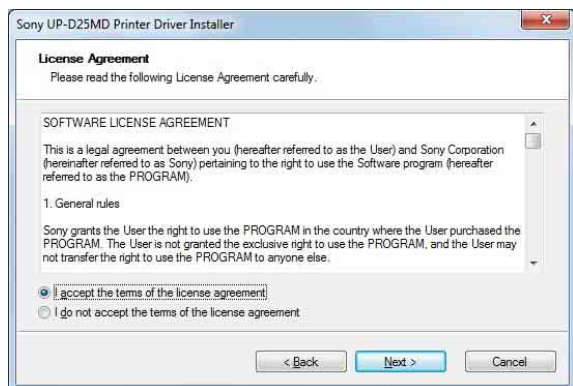 Sony UP-D25MD Printer Driver Installer
License Agreement
Please read the following License Agreement carefully.
SOFTWARE LICENSE AGREEMENT
This is a legal agreement between you (hereafter referred to as the User) and Sony Corporation
(hereinafter referred to as Sony) pertaining to the right to use the Software program (hereafter
referred to as the PROGRAM).
1. General rules
Sony grants the User the right to use the PROGRAM in the country where the User purchased the
PROGRAM. The User is not granted the exclusive right to use the PROGRAM, and the User may
not transfer the right to use the PROGRAM to anyone else.
I accept the terms of the license agreement
I do not accept the terms of the license agreement
< Back Next > Cancel